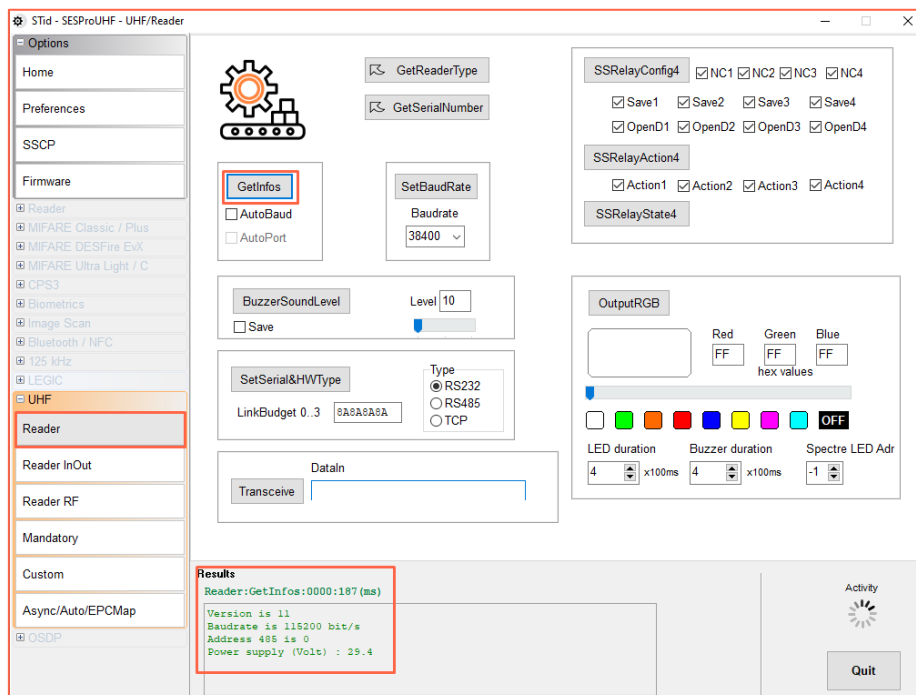 STid - SESProUHF - UHF/Reader
Options
Home
Preferences
SSCP
Firmware
Reader
MIFARE Classic / Plus
MIFARE DESFire EvX
MIFARE Ultra Light / C
CPS3
Biometrics
Image Scan
Bluetooth / NFC
125 kHz
LEGIC
UHF
Reader
Reader InOut
Reader RF
Mandatory
Custom
Async/Auto/EPCMap
OSDP
GetReaderType
GetSerialNumber
GetInfos
AutoBaud
AutoPort
SetBaudRate
Baudrate
38400
BuzzerSoundLevel
Level 10
Save
SetSerial&HWType
LinkBudget 0..3 8A8A8A8A
Type
RS232
RS485
TCP
DataIn
Transceive
SSRelayConfig4 NC1 NC2 NC3 NC4
Save1 Save2 Save3 Save4
OpenD1 OpenD2 OpenD3 OpenD4
SSRelayAction4
Action1 Action2 Action3 Action4
SSRelayState4
OutputRGB
Red Green Blue
FF FF FF
hex values
OFF
LED duration Buzzer duration Spectre LED Adr
4 x100ms 4 x100ms -1
Results
Reader:GetInfos:0000:187(ms)
Version is 11
Baudrate is 115200 bit/s
Address 485 is 0
Power supply (Volt) : 29.4
Activity
Quit